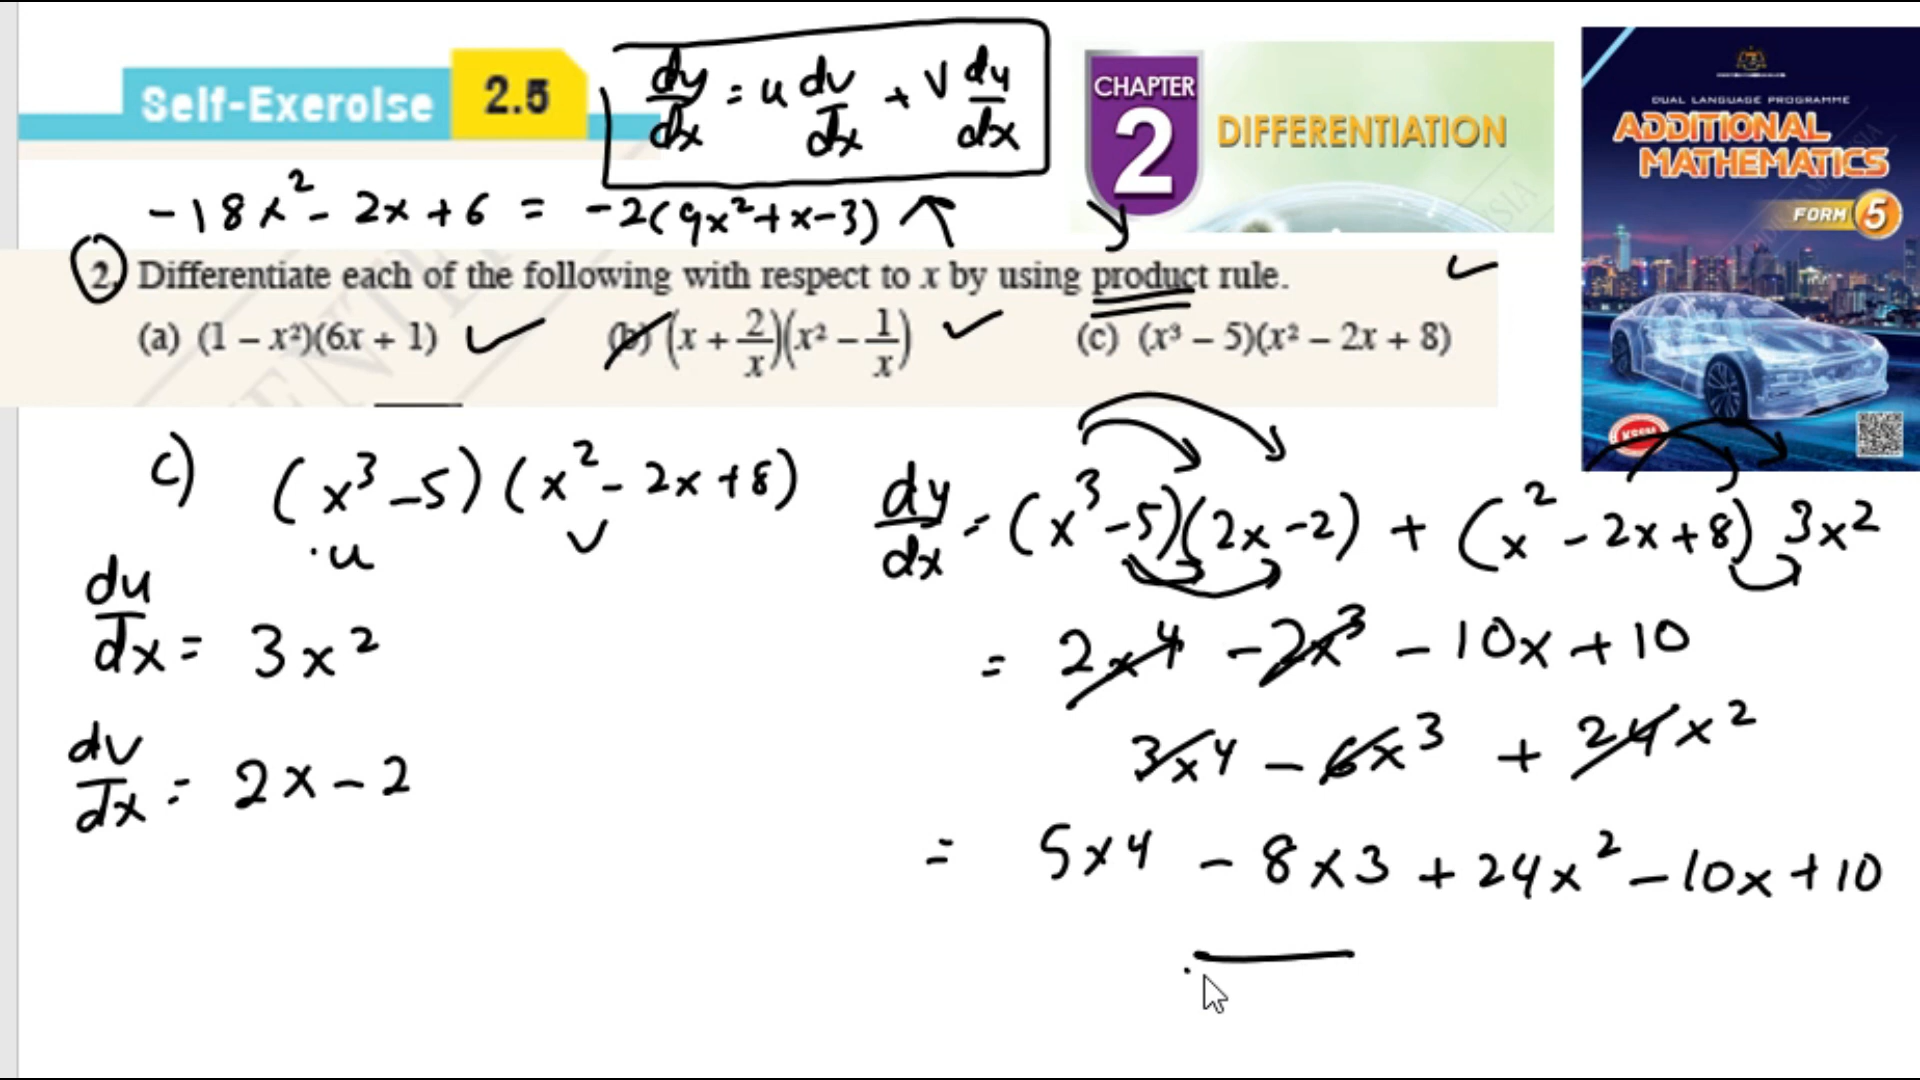 Self-Exercise 2.5
dy/dx = u dv/dx + v du/dx
CHAPTER 2
DIFFERENTIATION
DUAL LANGUAGE PROGRAMME
ADDITIONAL
MATHEMATICS
FORM 5
KSSM
-18x² - 2x + 6 = -2(9x² + x - 3)
2. Differentiate each of the following with respect to x by using product rule.
(a) (1 – x²)(6x + 1) (b) (x + 2/x)(x² – 1/x) (c) (x³ – 5)(x² – 2x + 8)
c) (x³ - 5)(x² - 2x + 8)
u v
du/dx = 3x²
dv/dx = 2x - 2
dy/dx = (x³ - 5)(2x - 2) + (x² - 2x + 8) 3x²
= 2x⁴ - 2x³ - 10x + 10
3x⁴ - 6x³ + 24x²
= 5x4 - 8x3 + 24x² - 10x + 10